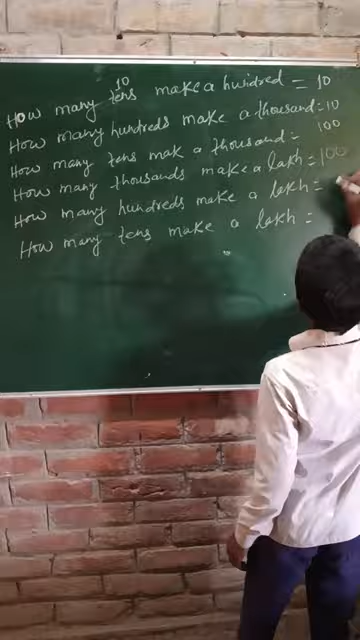 10
How many tens make a hundred = 10
How many hundreds make a thousand = 10
How many tens mak a thousand = 100
How many thousands make a lakh = 100
How many hundreds make a lakh =
How many tens make a lakh =